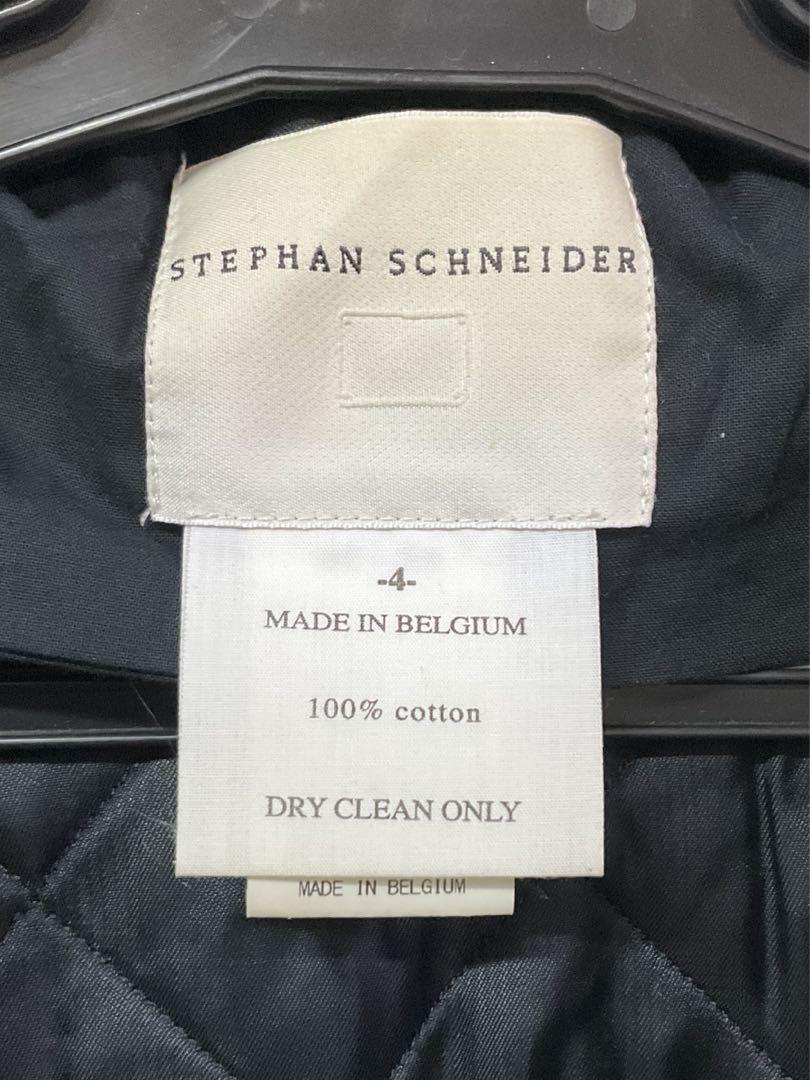 STEPHAN SCHNEIDER
-4-
MADE IN BELGIUM
100% cotton
DRY CLEAN ONLY
MADE IN BELGIUM